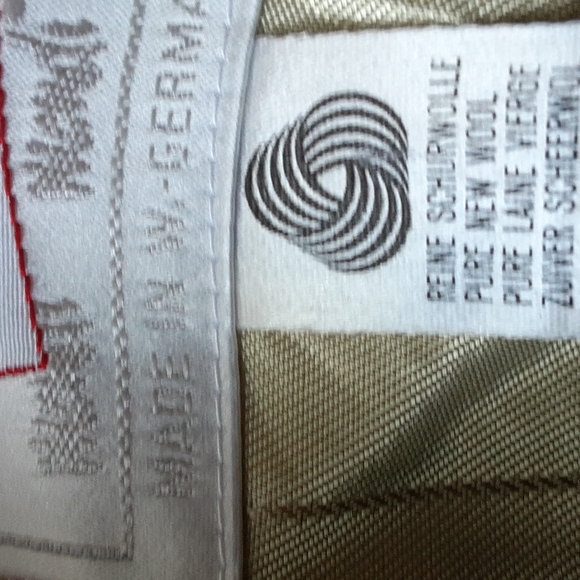 MADE IN W.-GERMA
REINE SCHURWOLLE
PURE NEW WOOL
PURE LAINE VIERGE
ZUIVER SCHEERWOL